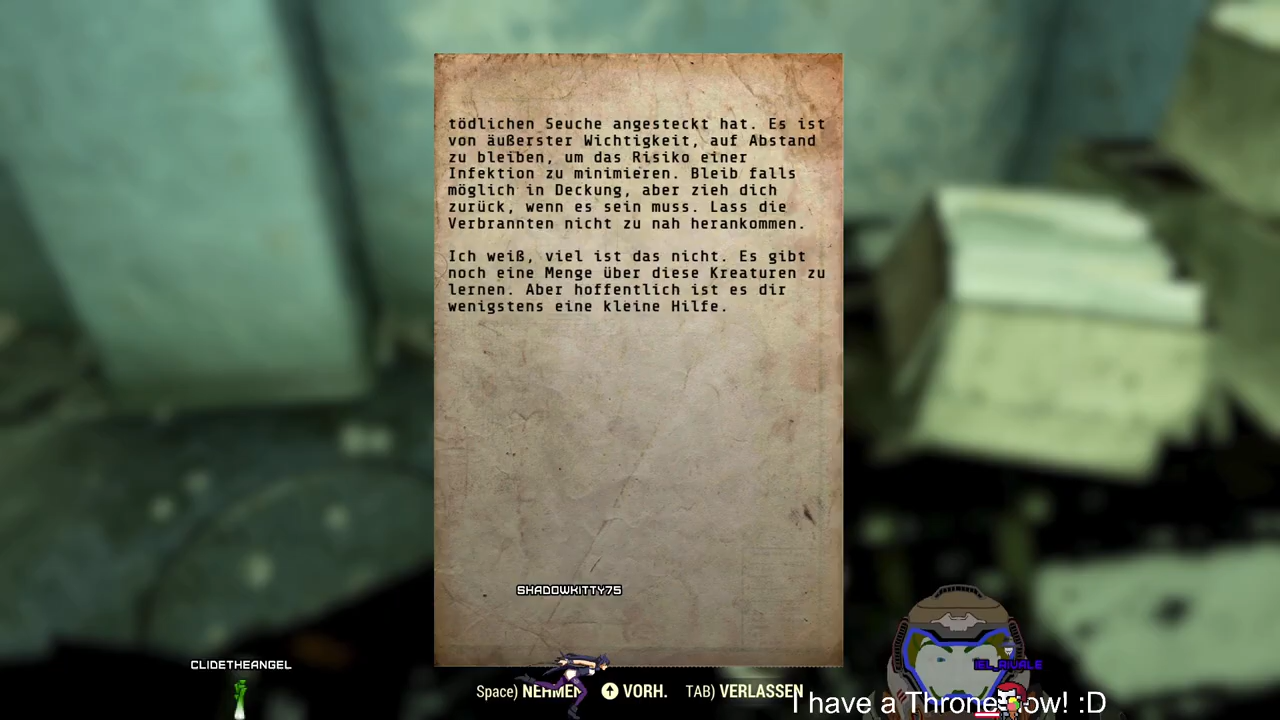 tödlichen Seuche angesteckt hat. Es ist
von äußerster Wichtigkeit, auf Abstand
zu bleiben, um das Risiko einer
Infektion zu minimieren. Bleib falls
möglich in Deckung, aber zieh dich
zurück, wenn es sein muss. Lass die
Verbrannten nicht zu nah herankommen.
Ich weiß, viel ist das nicht. Es gibt
noch eine Menge über diese Kreaturen zu
lernen. Aber hoffentlich ist es dir
wenigstens eine kleine Hilfe.
SHADOWKITTY75
CLIDETHEANGEL
Space) NEHMEN VORH. TAB) VERLASSEN
I have a Throne now! :D